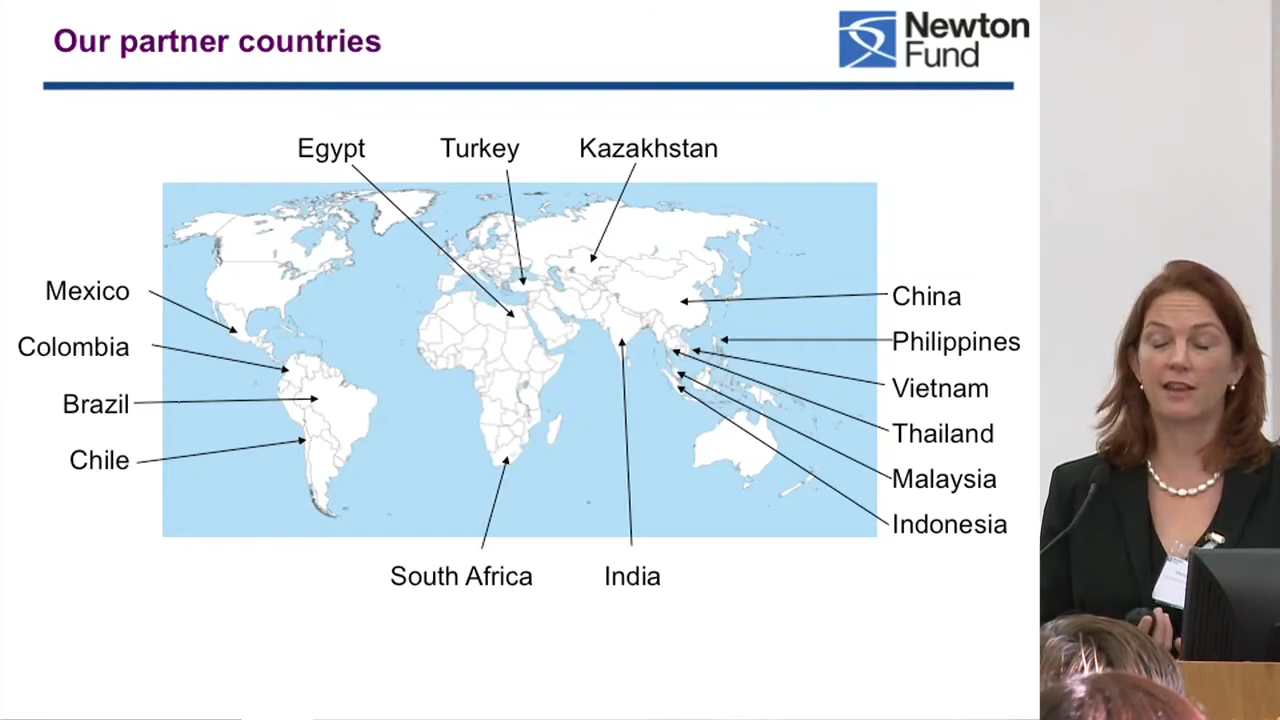 Our partner countries
Newton
Fund
Egypt
Turkey
Kazakhstan
Mexico
Colombia
Brazil
Chile
China
Philippines
Vietnam
Thailand
Malaysia
Indonesia
South Africa
India